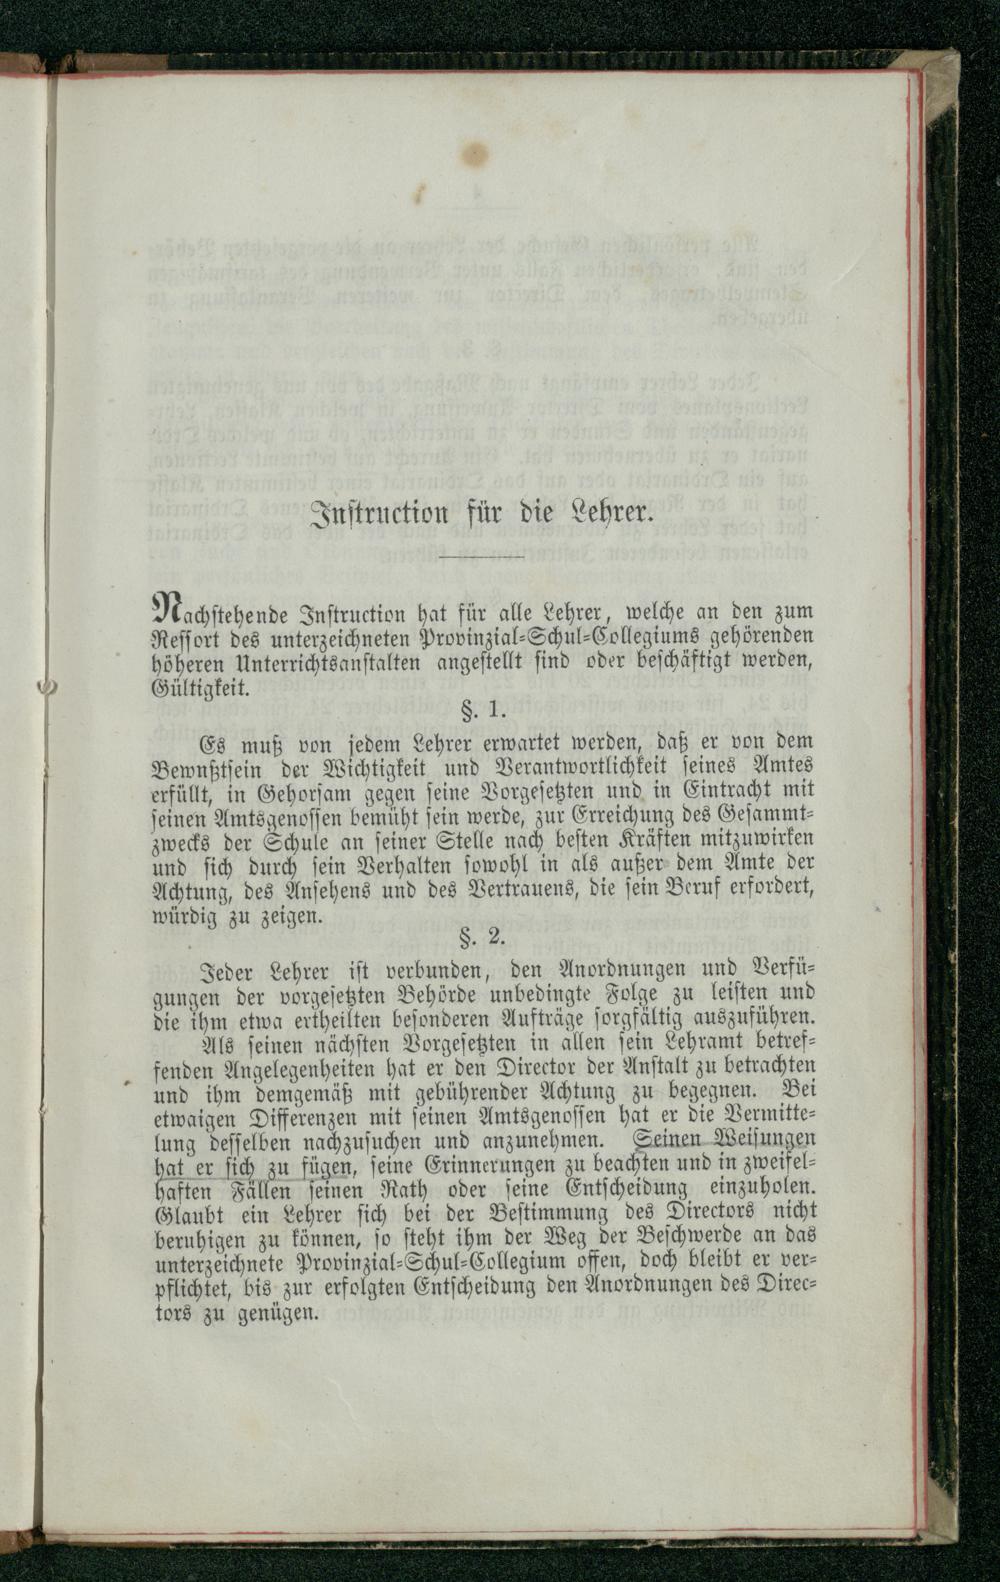 Instruction für die Lehrer.
Nachstehende Instruction hat für alle Lehrer, welche an den zum
Ressort des unterzeichneten Provinzial-Schul-Collegiums gehörenden
höheren Unterrichtsanstalten angestellt sind oder beschäftigt werden,
Gültigkeit.
§. 1.
Es muß von jedem Lehrer erwartet werden, daß er von dem
Bewußtsein der Wichtigkeit und Verantwortlichkeit seines Amtes
erfüllt, in Gehorsam gegen seine Vorgesetzten und in Eintracht mit
seinen Amtsgenossen bemüht sein werde, zur Erreichung des Gesammt-
zwecks der Schule an seiner Stelle nach besten Kräften mitzuwirken
und sich durch sein Verhalten sowohl in als außer dem Amte der
Achtung, des Ansehens und des Vertrauens, die sein Beruf erfordert,
würdig zu zeigen.
§. 2.
Jeder Lehrer ist verbunden, den Anordnungen und Verfü-
gungen der vorgesetzten Behörde unbedingte Folge zu leisten und
die ihm etwa ertheilten besonderen Aufträge sorgfältig auszuführen.
Als seinen nächsten Vorgesetzten in allen sein Lehramt betref-
fenden Angelegenheiten hat er den Director der Anstalt zu betrachten
und ihm demgemäß mit gebührender Achtung zu begegnen. Bei
etwaigen Differenzen mit seinen Amtsgenossen hat er die Vermitte-
lung desselben nachzusuchen und anzunehmen. Seinen Weisungen
hat er sich zu fügen, seine Erinnerungen zu beachten und in zweifel-
haften Fällen seinen Rath oder seine Entscheidung einzuholen.
Glaubt ein Lehrer sich bei der Bestimmung des Directors nicht
beruhigen zu können, so steht ihm der Weg der Beschwerde an das
unterzeichnete Provinzial-Schul-Collegium offen, doch bleibt er ver-
pflichtet, bis zur erfolgten Entscheidung den Anordnungen des Direc-
tors zu genügen.